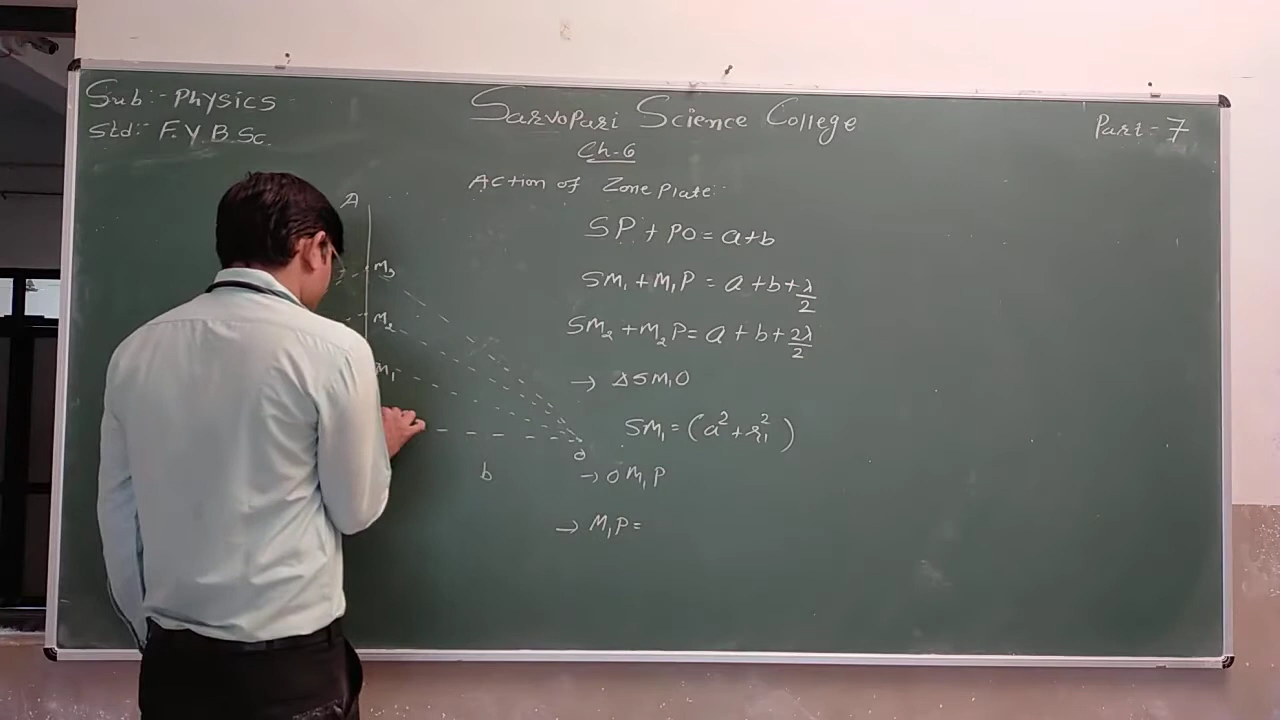 Sub:- Physics
Std:- F.Y.B.Sc.
Sarvopari Science College
Part-7
Ch-6
Action of Zone Plate:
A
M₃
M₂
M₁
b
SP + PO = a+b
SM₁ + M₁P = a + b + λ/2
SM₂ + M₂P = a + b + 2λ/2
→ ΔSM₁O
SM₁ = (a² + r₁²)
O
→ OM₁P
→ M₁P =